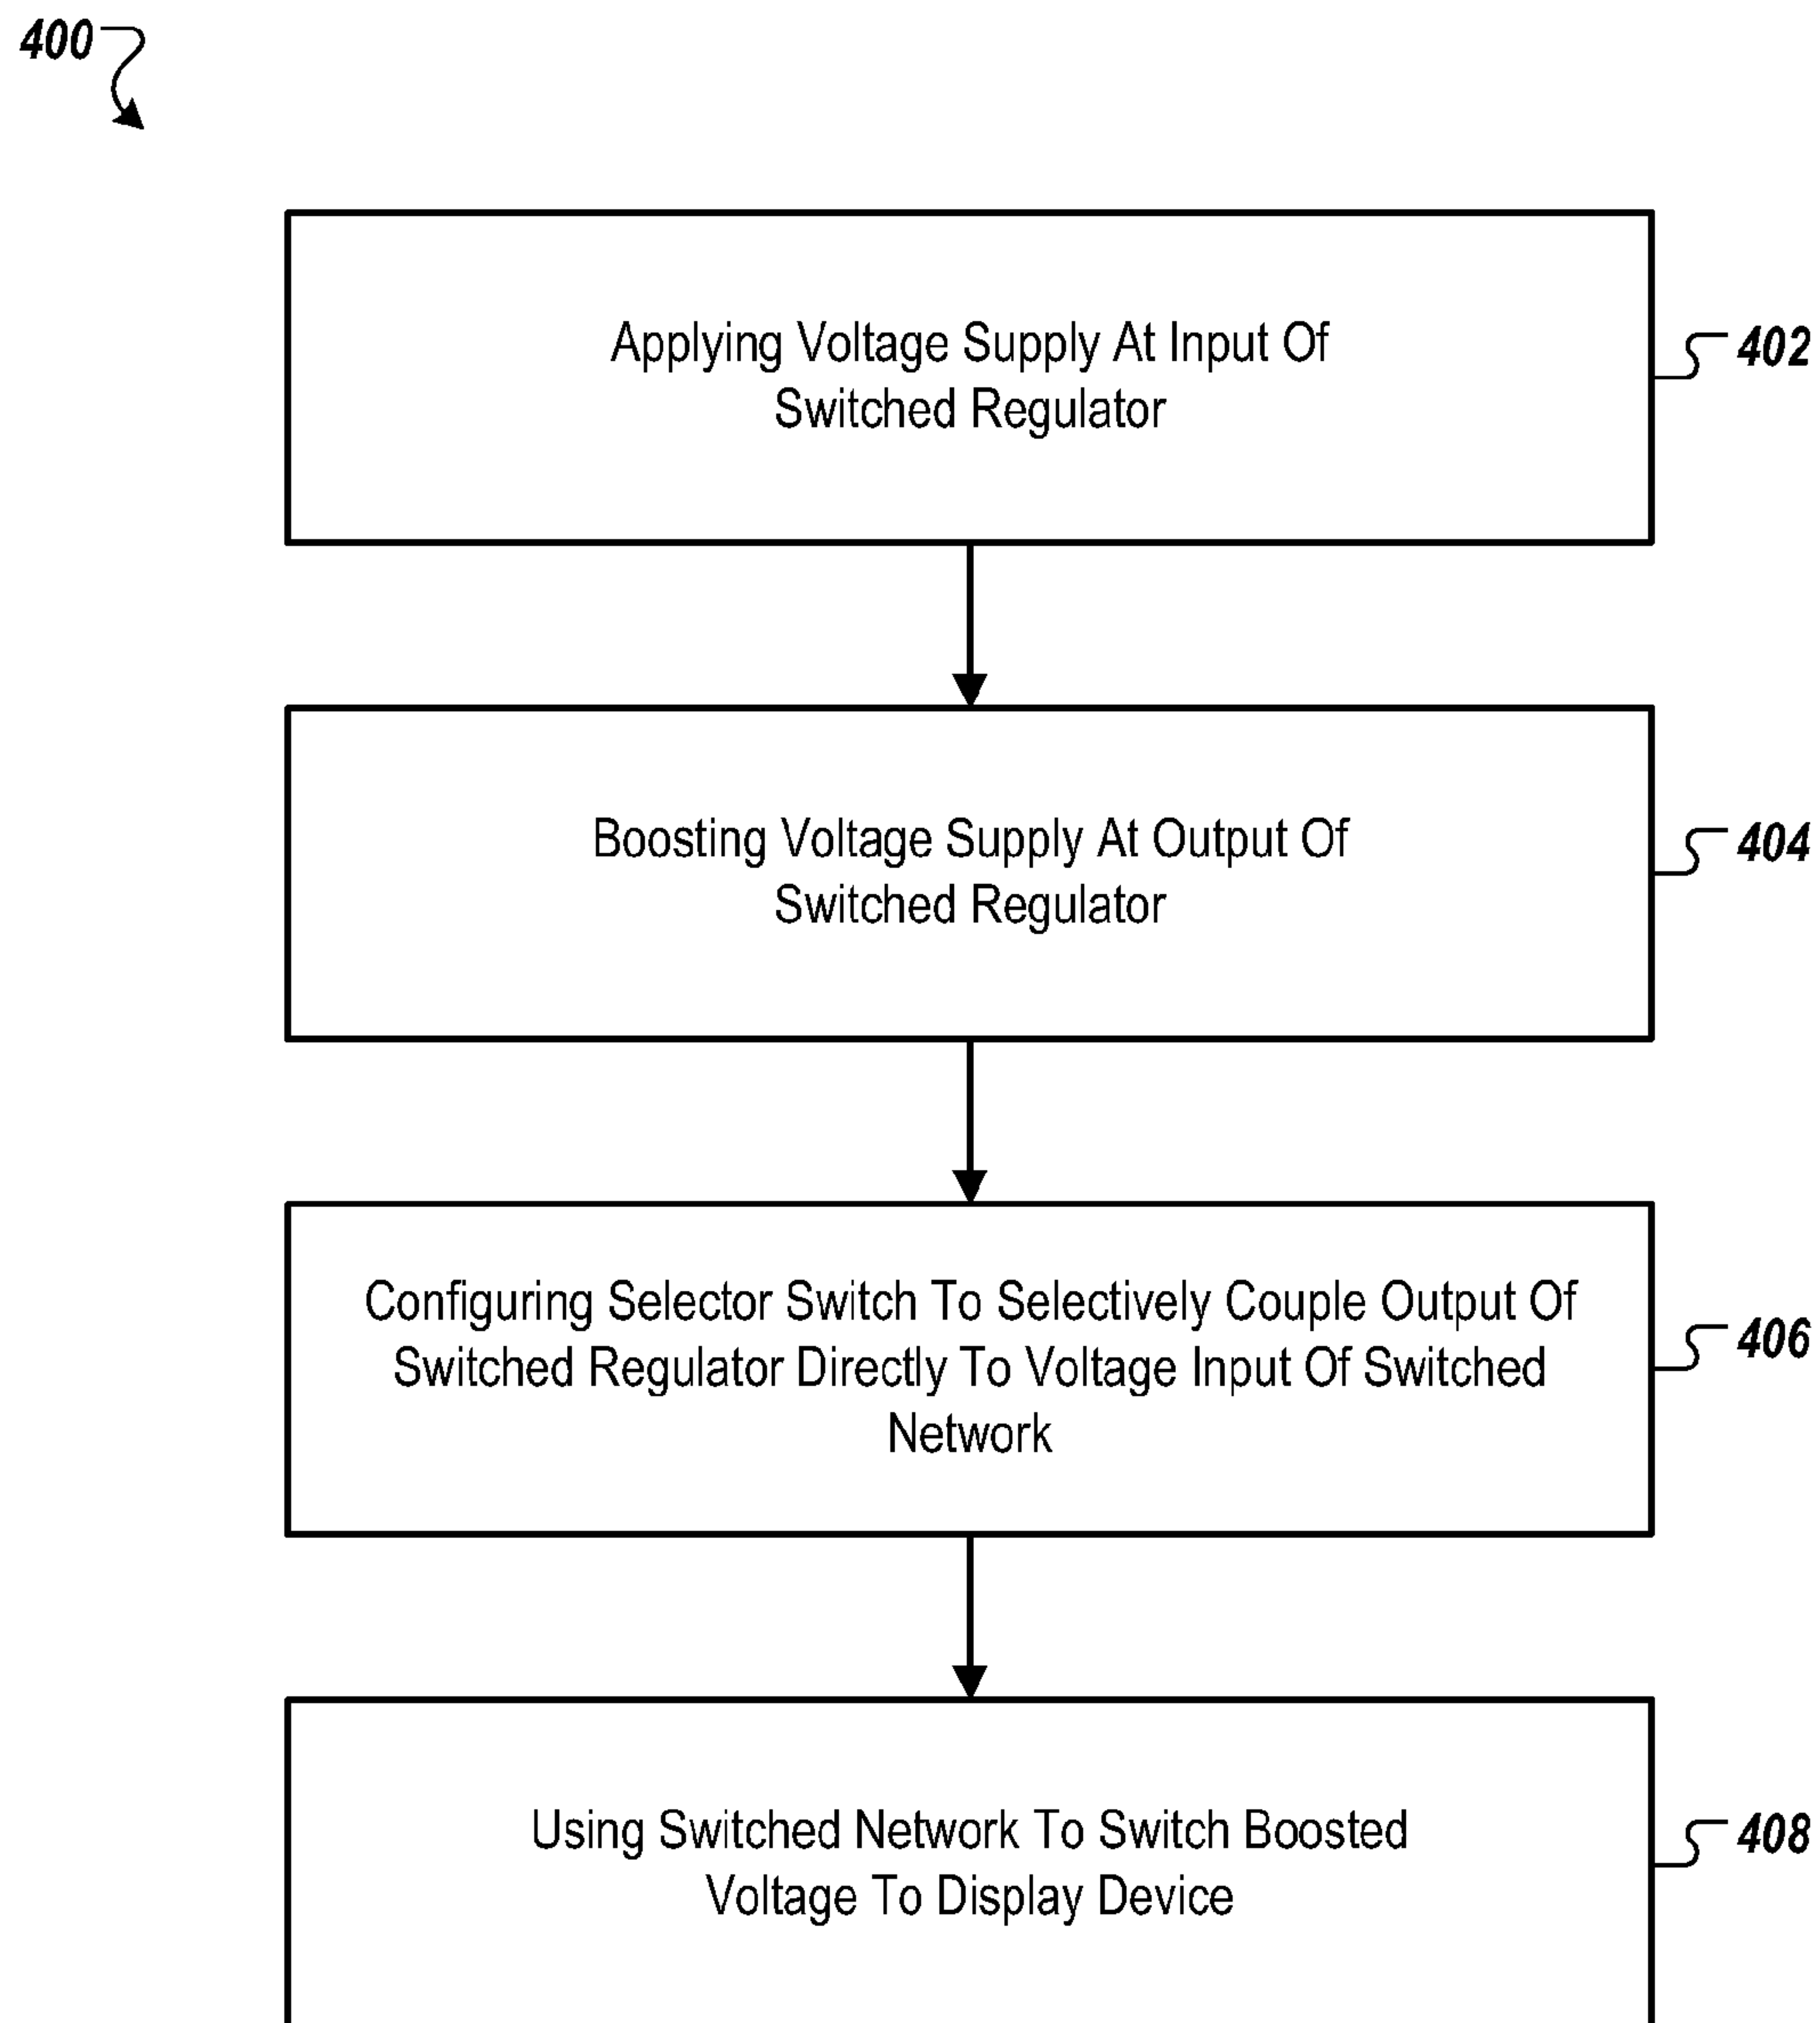 400
Applying Voltage Supply At Input Of
Switched Regulator
402
Boosting Voltage Supply At Output Of
Switched Regulator
404
Configuring Selector Switch To Selectively Couple Output Of
Switched Regulator Directly To Voltage Input Of Switched
Network
406
Using Switched Network To Switch Boosted
Voltage To Display Device
408